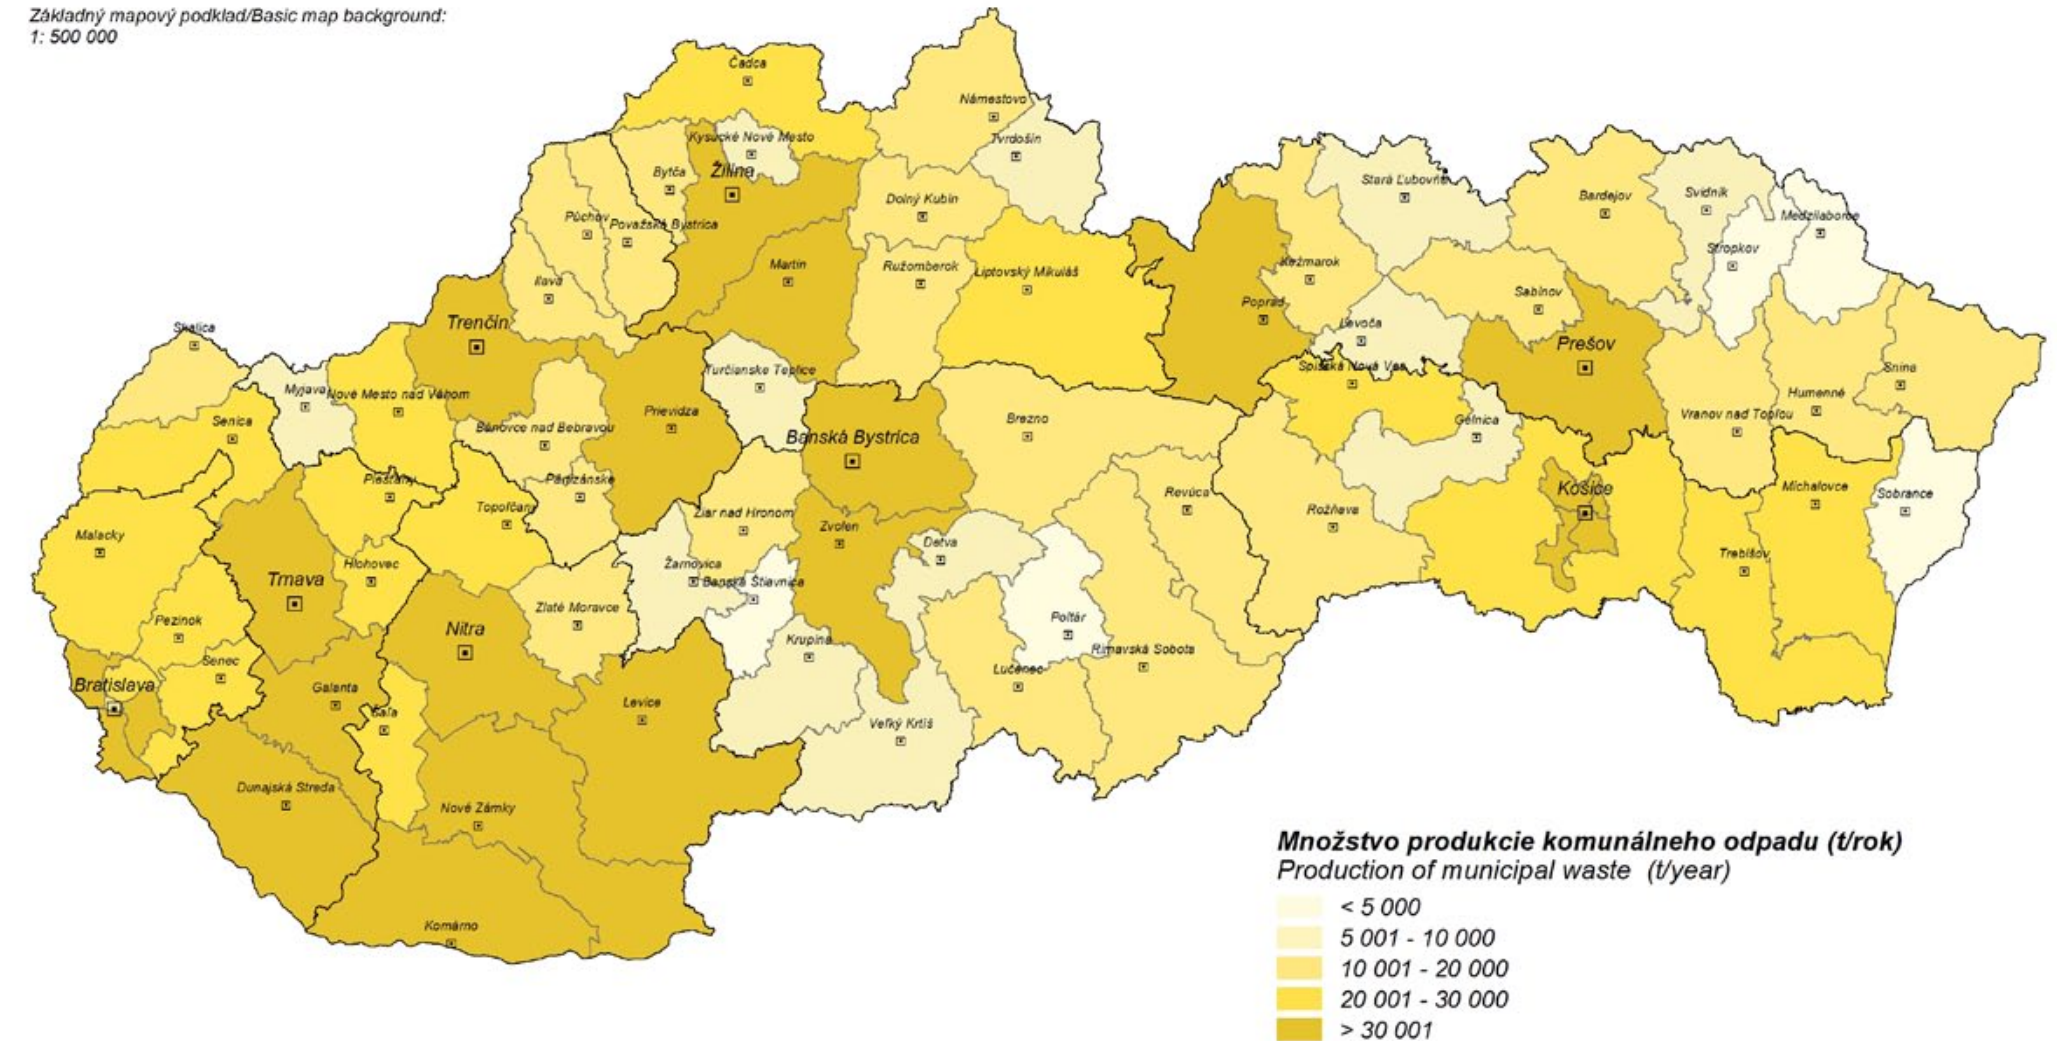 Základný mapový podklad/Basic map background:
1: 500 000
Čadca
Námestovo
Kysucké Nové Mesto
Tvrdošín
Bytča
Žilina
Stará Ľubovňa
Svidník
Bardejov
Dolný Kubín
Medzilaborce
Púchov
Považská Bystrica
Stropkov
Martin
Ružomberok
Liptovský Mikuláš
Kežmarok
Ilava
Sabinov
Poprad
Trenčín
Levoča
Skalica
Prešov
Turčianske Teplice
Spišská Nová Ves
Snina
Myjava
Nové Mesto nad Váhom
Humenné
Prievidza
Vranov nad Topľou
Senica
Brezno
Gelnica
Bánovce nad Bebravou
Banská Bystrica
Piešťany
Partizánske
Revúca
Košice
Michalovce
Sobrance
Topoľčany
Žiar nad Hronom
Rožňava
Zvolen
Malacky
Detva
Trebišov
Hlohovec
Žarnovica
Trnava
Banská Štiavnica
Zlaté Moravce
Pezinok
Poltár
Nitra
Krupina
Rimavská Sobota
Senec
Lučenec
Bratislava
Galanta
Levice
Šaľa
Veľký Krtíš
Dunajská Streda
Nové Zámky
Komárno
Množstvo produkcie komunálneho odpadu (t/rok)
Production of municipal waste (t/year)
< 5 000
5 001 - 10 000
10 001 - 20 000
20 001 - 30 000
> 30 001